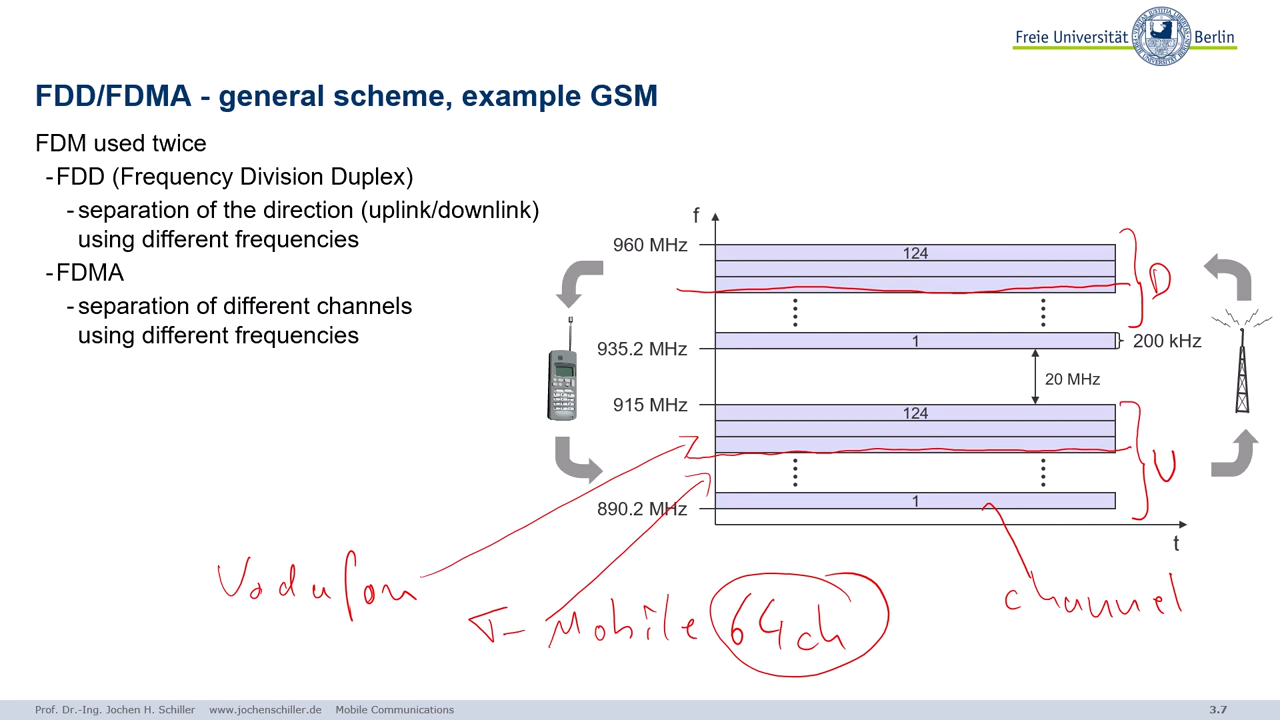 Freie Universität Berlin
FDD/FDMA - general scheme, example GSM
FDM used twice
-FDD (Frequency Division Duplex)
-separation of the direction (uplink/downlink)
using different frequencies
-FDMA
-separation of different channels
using different frequencies
f
960 MHz
124
D
935.2 MHz
1
200 kHz
20 MHz
915 MHz
124
U
890.2 MHz
1
t
Vodufon
T-Mobile 64ch
channel
Prof. Dr.-Ing. Jochen H. Schiller www.jochenschiller.de Mobile Communications 3.7